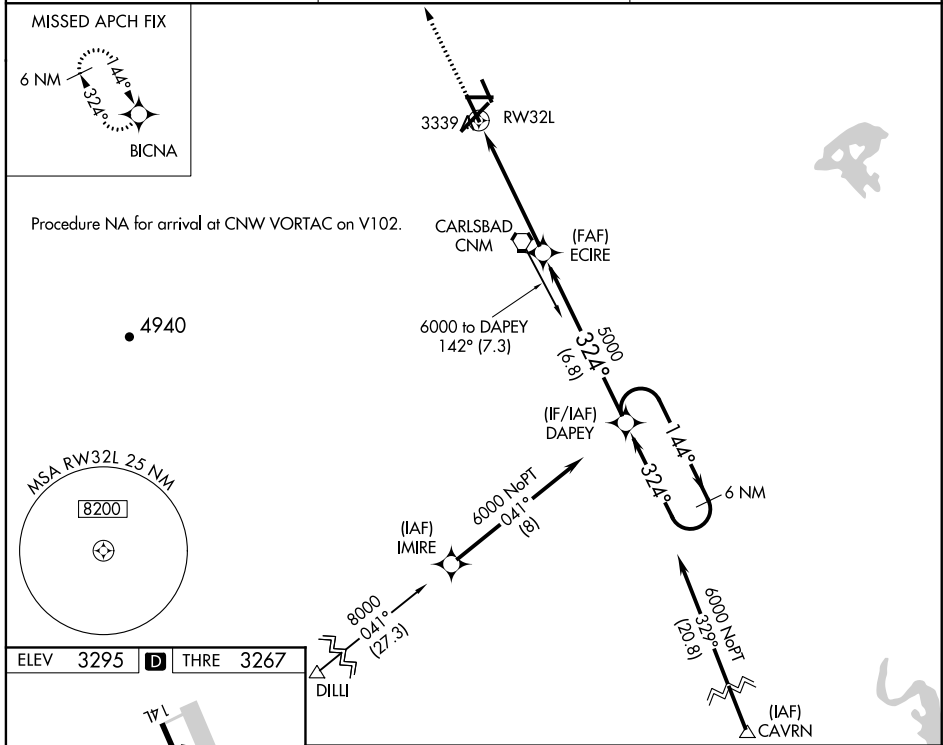 MISSED APCH FIX
6 NM
144°
324°
BICNA
3339
RW32L
Procedure NA for arrival at CNW VORTAC on V102.
CARLSBAD
CNM
(FAF)
ECIRE
4940
6000 to DAPEY
142° (7.3)
5000
324°
(6.8)
(IF/IAF)
DAPEY
144°
324°
6 NM
MSA RW32L 25 NM
8200
6000 NoPT
041°
(8)
(IAF)
IMIRE
8000
041°
(27.3)
DILLI
6000 NoPT
329°
(20.8)
(IAF)
CAVRN
ELEV 3295 D THRE 3267
14L